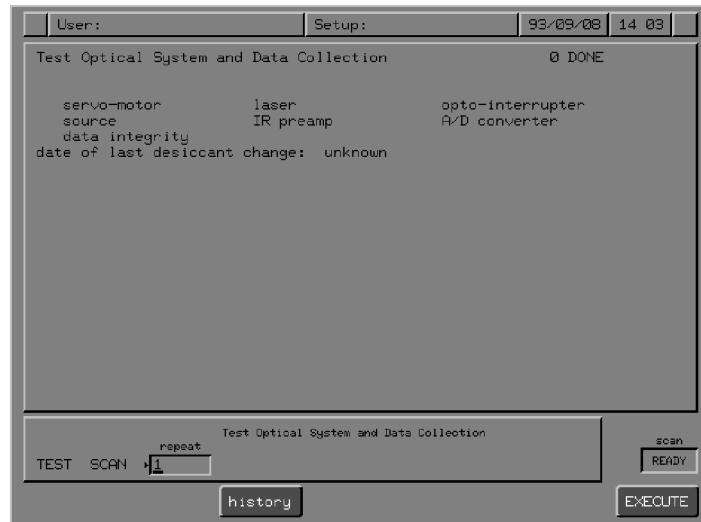 User: Setup: 93/09/08 14 03
Test Optical System and Data Collection 0 DONE
servo-motor laser opto-interrupter
source IR preamp A/D converter
data integrity
date of last desiccant change: unknown
Test Optical System and Data Collection
repeat
scan
TEST SCAN 1
READY
history
EXECUTE